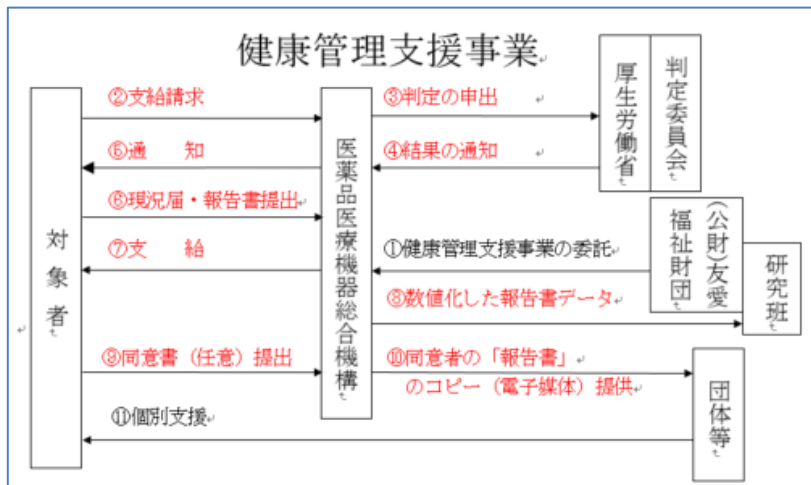 健康管理支援事業
対象者
医薬品医療機器総合機構
厚生労働省
判定委員会
(公財)友愛
福祉財団
研究班
団体等
②支給請求
③判定の申出
⑥通　知
④結果の通知
⑥現況届・報告書提出
⑦支　給
①健康管理支援事業の委託
⑧数値化した報告書データ
⑨同意書（任意）提出
⑩同意者の「報告書」
のコピー（電子媒体）提供
⑪個別支援